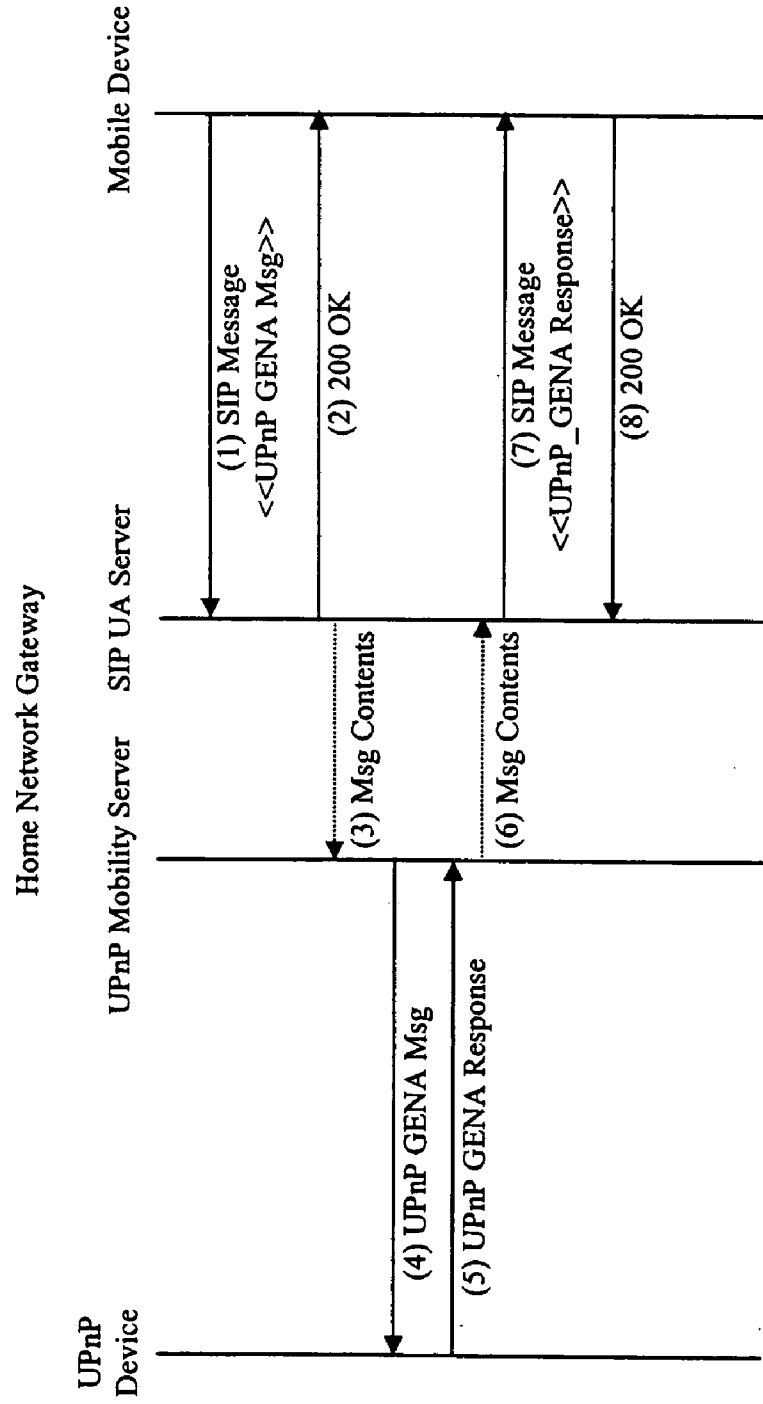 Home Network Gateway
UPnP
Device
UPnP Mobility Server
SIP UA Server
Mobile Device
(1) SIP Message
<<UPnP GENA Msg>>
(2) 200 OK
(3) Msg Contents
(4) UPnP GENA Msg
(5) UPnP GENA Response
(6) Msg Contents
(7) SIP Message
<<UPnP_GENA Response>>
(8) 200 OK